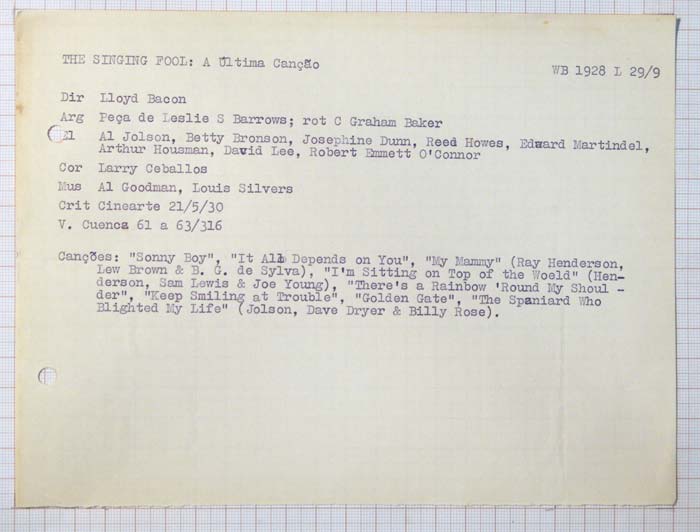 THE SINGING FOOL: A Última Canção
WB 1928 L 29/9
Dir Lloyd Bacon
Arg Peça de Leslie S Barrows; rot C Graham Baker
El Al Jolson, Betty Bronson, Josephine Dunn, Reed Howes, Edward Martindel,
Arthur Housman, David Lee, Robert Emmett O'Connor
Cor Larry Ceballos
Mus Al Goodman, Louis Silvers
Crit Cinearte 21/5/30
V. Cuenca 61 a 63/316
Canções: "Sonny Boy", "It All Depends on You", "My Mammy" (Ray Henderson,
Lew Brown & B. G. de Sylva), "I'm Sitting on Top of the Woeld" (Hen-
derson, Sam Lewis & Joe Young), "There's a Rainbow 'Round My Shoul -
der", "Keep Smiling at Trouble", "Golden Gate", "The Spaniard Who
Blighted My Life" (Jolson, Dave Dryer & Billy Rose).